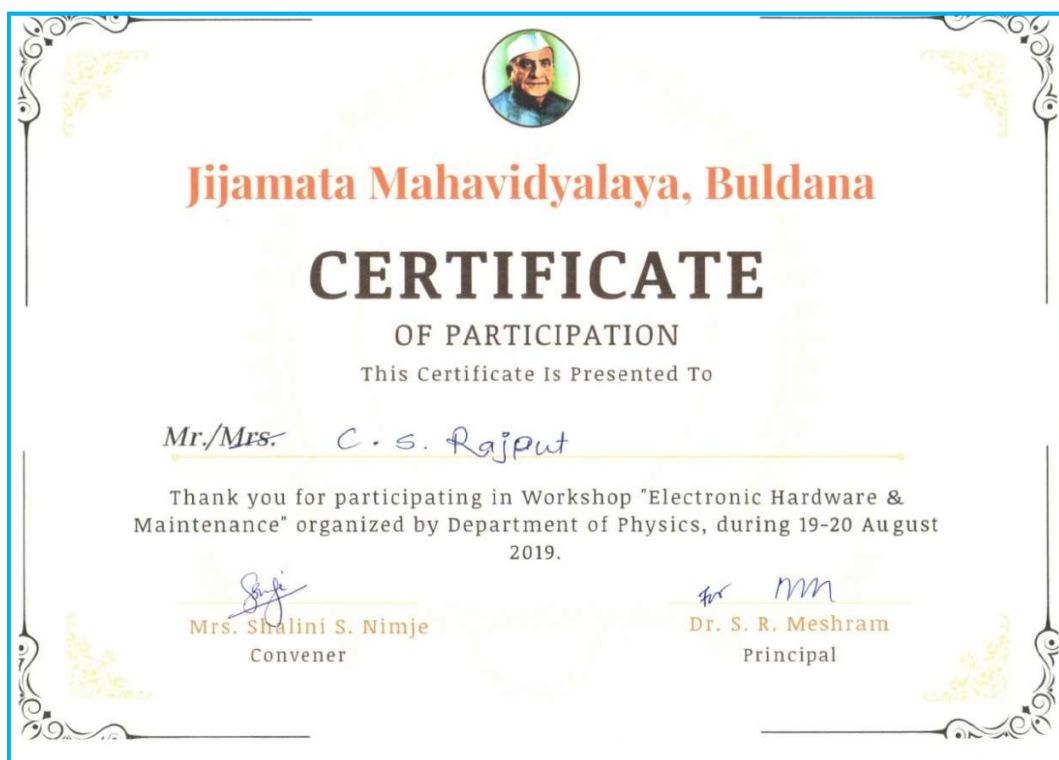 Jijamata Mahavidyalaya, Buldana
CERTIFICATE
OF PARTICIPATION
This Certificate Is Presented To
Mr./Mrs. C. S. Rajput
Thank you for participating in Workshop "Electronic Hardware &
Maintenance" organized by Department of Physics, during 19-20 August
2019.
For
Mrs. Shalini S. Nimje Dr. S. R. Meshram
Convener Principal